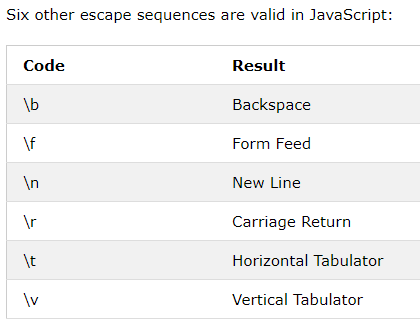 Six other escape sequences are valid in JavaScript:
Code Result
\b Backspace
\f Form Feed
\n New Line
\r Carriage Return
\t Horizontal Tabulator
\v Vertical Tabulator